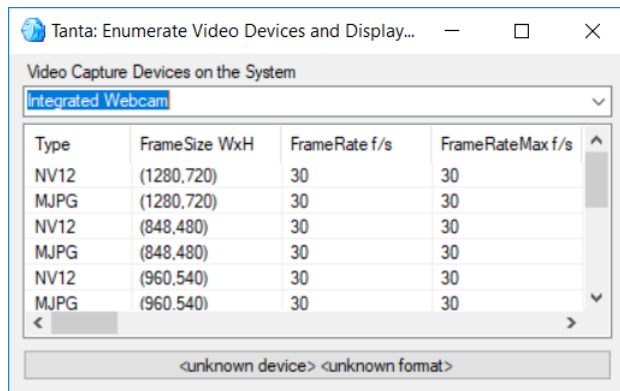 Tanta: Enumerate Video Devices and Display...
Video Capture Devices on the System
Integrated Webcam
Type FrameSize WxH FrameRate f/s FrameRateMax f/s
NV12 (1280,720) 30 30
MJPG (1280,720) 30 30
NV12 (848,480) 30 30
MJPG (848,480) 30 30
NV12 (960,540) 30 30
MJPG (960,540) 30 30
<unknown device> <unknown format>